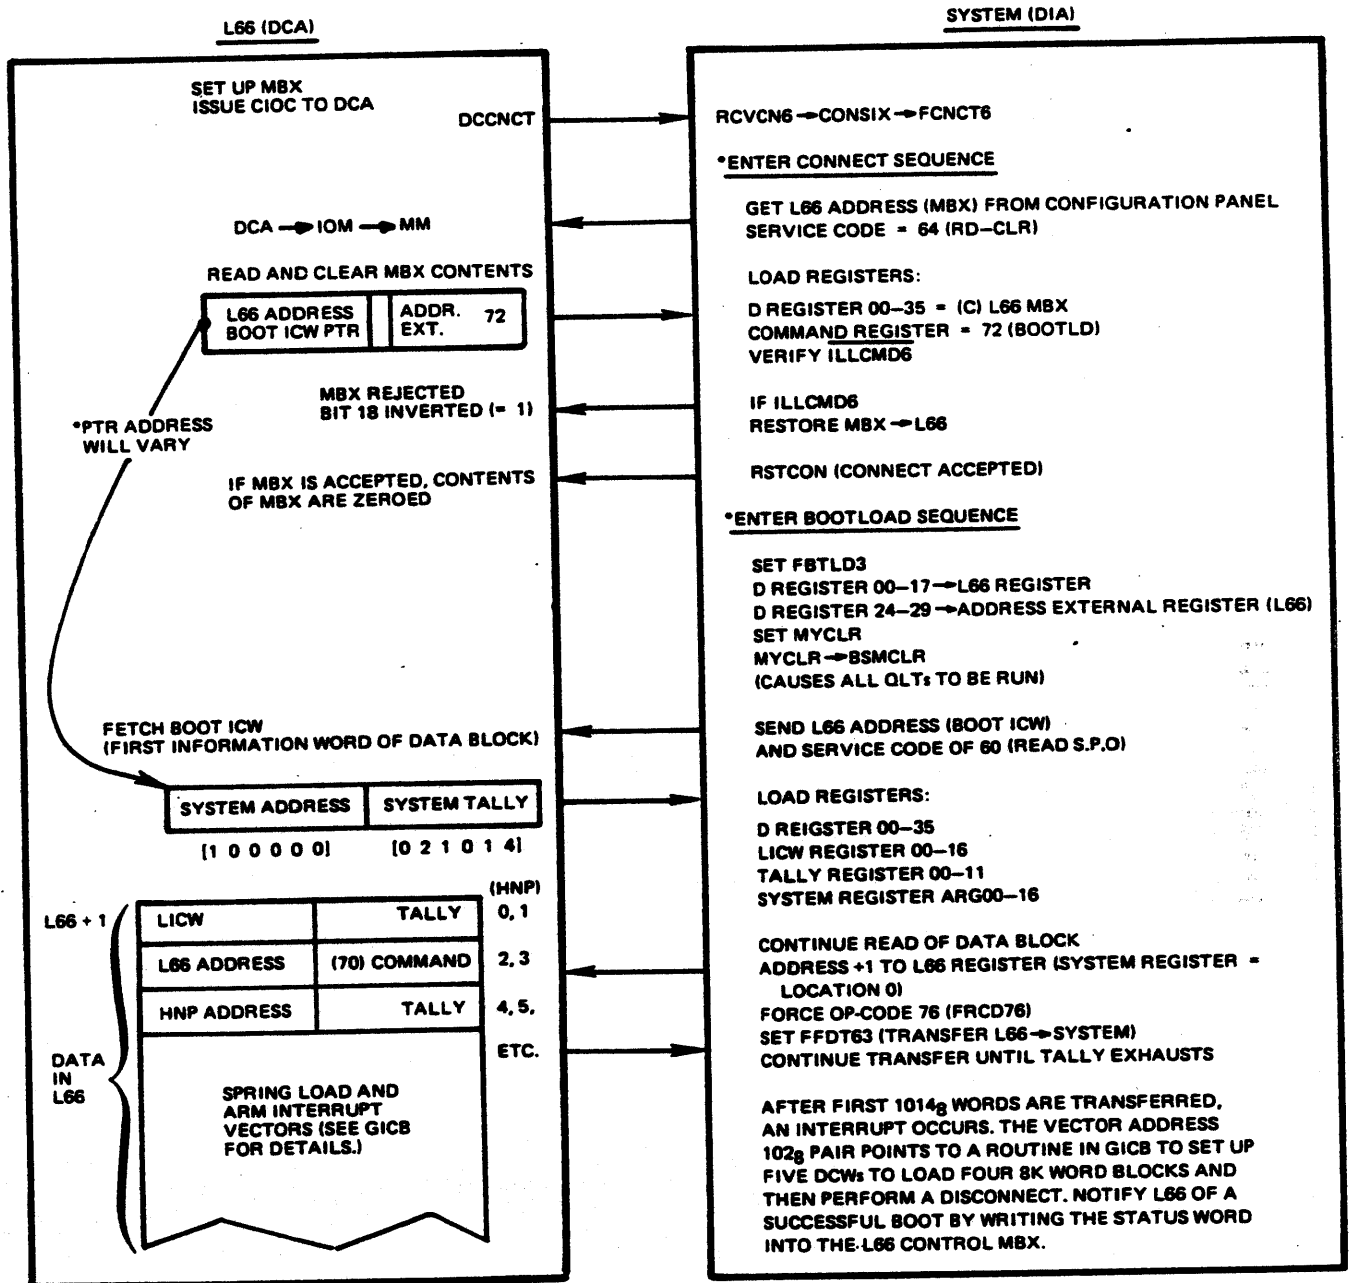 L66 (DCA)
SET UP MBX
ISSUE CIOC TO DCA
DCCNCT
DCA → IOM → MM
READ AND CLEAR MBX CONTENTS
L66 ADDRESS
BOOT ICW PTR
ADDR.
EXT.
72
MBX REJECTED
BIT 18 INVERTED (= 1)
*PTR ADDRESS
WILL VARY
IF MBX IS ACCEPTED, CONTENTS
OF MBX ARE ZEROED
FETCH BOOT ICW
(FIRST INFORMATION WORD OF DATA BLOCK)
SYSTEM ADDRESS
SYSTEM TALLY
[1 0 0 0 0 0]
[0 2 1 0 1 4]
(HNP)
L66 + 1
LICW
TALLY
0, 1
L66 ADDRESS
(70) COMMAND
2, 3
HNP ADDRESS
TALLY
4, 5,
ETC.
DATA
IN
L66
SPRING LOAD AND
ARM INTERRUPT
VECTORS (SEE GICB
FOR DETAILS.)
SYSTEM (DIA)
RCVCN6 → CONSIX → FCNCT6
*ENTER CONNECT SEQUENCE
GET L66 ADDRESS (MBX) FROM CONFIGURATION PANEL
SERVICE CODE = 64 (RD–CLR)
LOAD REGISTERS:
D REGISTER 00–35 = (C) L66 MBX
COMMAND REGISTER = 72 (BOOTLD)
VERIFY ILLCMD6
IF ILLCMD6
RESTORE MBX → L66
RSTCON (CONNECT ACCEPTED)
*ENTER BOOTLOAD SEQUENCE
SET FBTLD3
D REGISTER 00–17 → L66 REGISTER
D REGISTER 24–29 → ADDRESS EXTERNAL REGISTER (L66)
SET MYCLR
MYCLR → BSMCLR
(CAUSES ALL QLTs TO BE RUN)
SEND L66 ADDRESS (BOOT ICW)
AND SERVICE CODE OF 60 (READ S.P.O)
LOAD REGISTERS:
D REIGSTER 00–35
LICW REGISTER 00–16
TALLY REGISTER 00–11
SYSTEM REGISTER ARG00–16
CONTINUE READ OF DATA BLOCK
ADDRESS +1 TO L66 REGISTER (SYSTEM REGISTER =
LOCATION 0)
FORCE OP-CODE 76 (FRCD76)
SET FFDT63 (TRANSFER L66 → SYSTEM)
CONTINUE TRANSFER UNTIL TALLY EXHAUSTS
AFTER FIRST 1014₈ WORDS ARE TRANSFERRED,
AN INTERRUPT OCCURS. THE VECTOR ADDRESS
102₈ PAIR POINTS TO A ROUTINE IN GICB TO SET UP
FIVE DCWs TO LOAD FOUR 8K WORD BLOCKS AND
THEN PERFORM A DISCONNECT. NOTIFY L66 OF A
SUCCESSFUL BOOT BY WRITING THE STATUS WORD
INTO THE L66 CONTROL MBX.